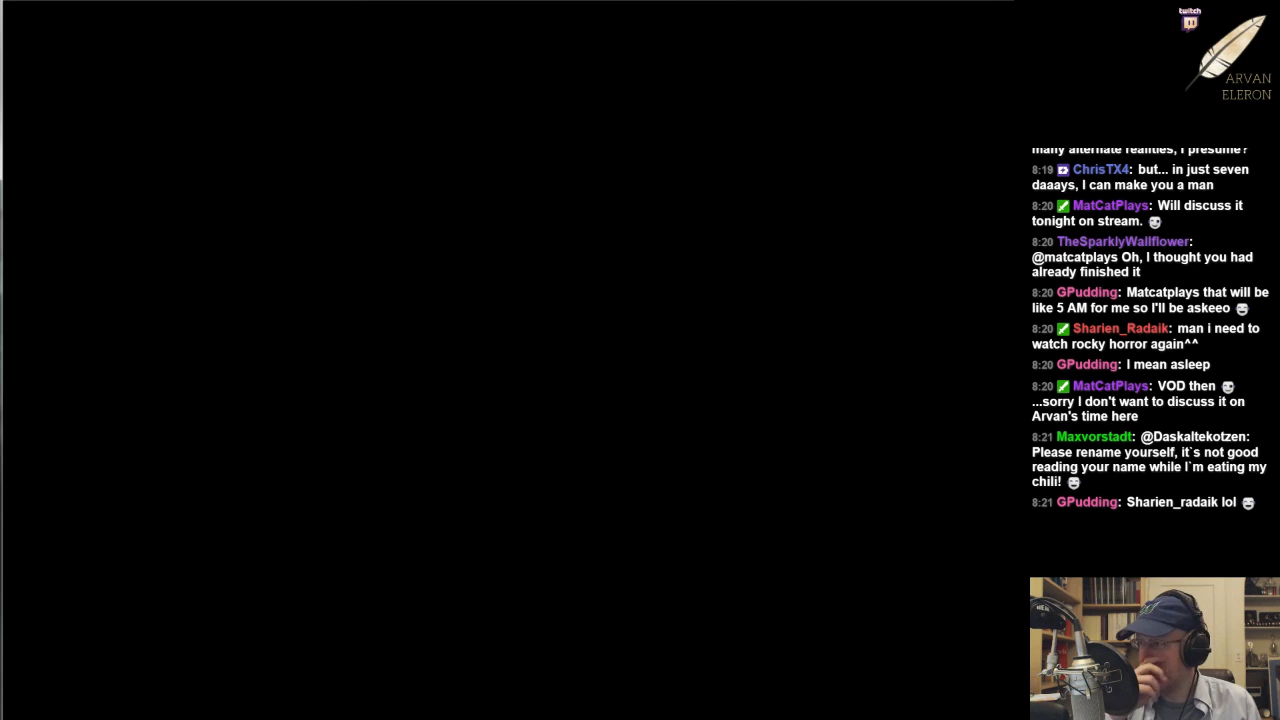 twitch
ARVAN
ELERON
many alternate realities, I presume?
8:19 ChrisTX4: but... in just seven
daaays, I can make you a man
8:20 MatCatPlays: Will discuss it
tonight on stream.
8:20 TheSparklyWallflower:
@matcatplays Oh, I thought you had
already finished it
8:20 GPudding: Matcatplays that will be
like 5 AM for me so I'll be askeeo
8:20 Sharien_Radaik: man i need to
watch rocky horror again^^
8:20 GPudding: I mean asleep
8:20 MatCatPlays: VOD then
...sorry I don't want to discuss it on
Arvan's time here
8:21 Maxvorstadt: @Daskaltekotzen:
Please rename yourself, it`s not good
reading your name while I`m eating my
chili!
8:21 GPudding: Sharien_radaik lol